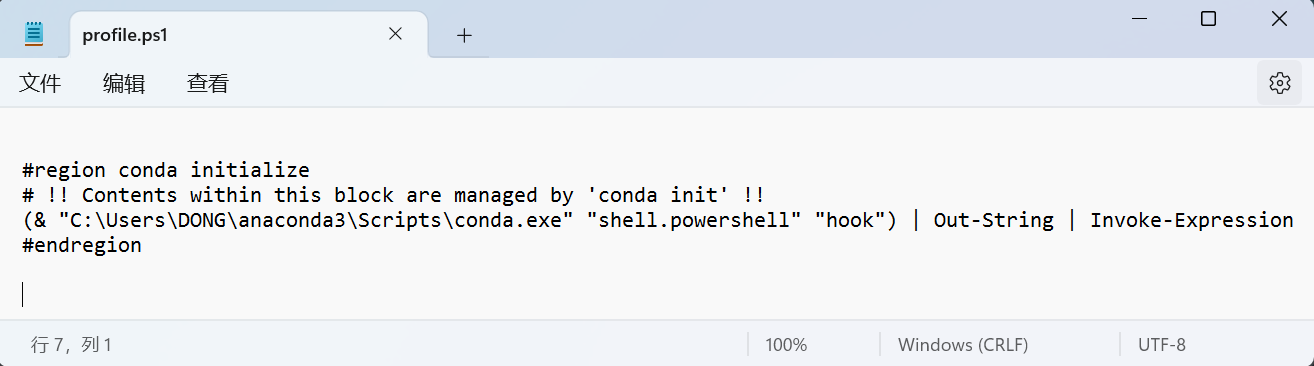 profile.ps1
文件 编辑 查看
#region conda initialize
# !! Contents within this block are managed by 'conda init' !!
(& "C:\Users\DONG\anaconda3\Scripts\conda.exe" "shell.powershell" "hook") | Out-String | Invoke-Expression
#endregion
行 7，列 1 100% Windows (CRLF) UTF-8